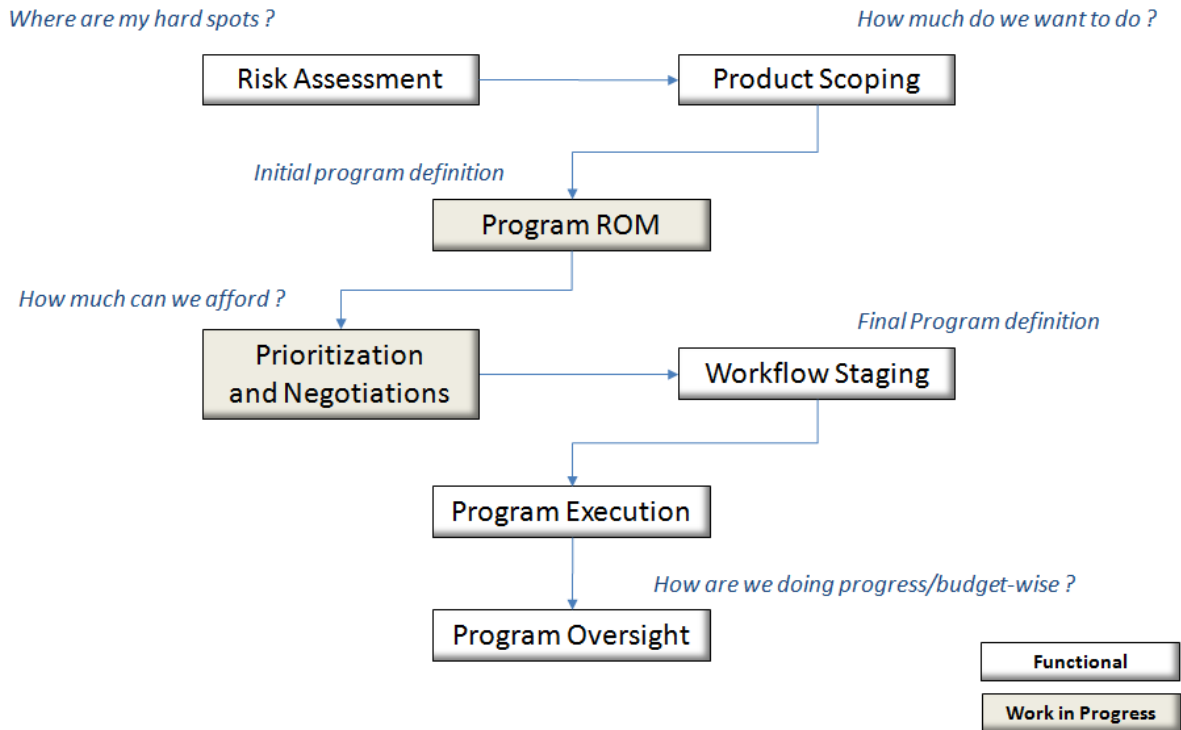 Where are my hard spots ?
How much do we want to do ?
Risk Assessment
Product Scoping
Initial program definition
Program ROM
How much can we afford ?
Final Program definition
Prioritization
and Negotiations
Workflow Staging
Program Execution
How are we doing progress/budget-wise ?
Program Oversight
Functional
Work in Progress